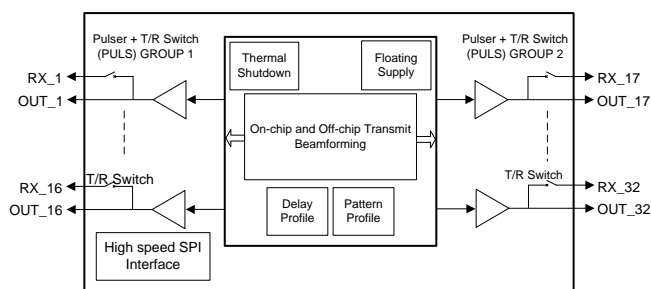 Pulser + T/R Switch
(PULS) GROUP 1
Thermal
Shutdown
Floating
Supply
Pulser + T/R Switch
(PULS) GROUP 2
RX_1
OUT_1
RX_17
OUT_17
On-chip and Off-chip Transmit
Beamforming
T/R Switch
RX_16
OUT_16
T/R Switch
RX_32
OUT_32
Delay
Profile
Pattern
Profile
High speed SPI
Interface